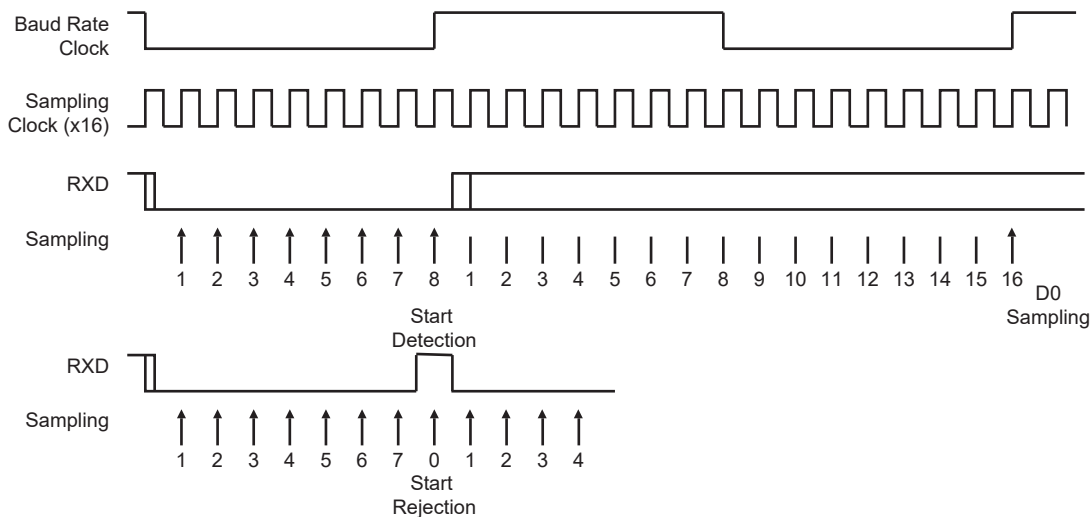 Baud Rate
Clock
Sampling
Clock (x16)
RXD
Sampling
1 2 3 4 5 6 7 8 1 2 3 4 5 6 7 8 9 10 11 12 13 14 15 16
D0
Sampling
Start
Detection
RXD
Sampling
1 2 3 4 5 6 7 0 1 2 3 4
Start
Rejection